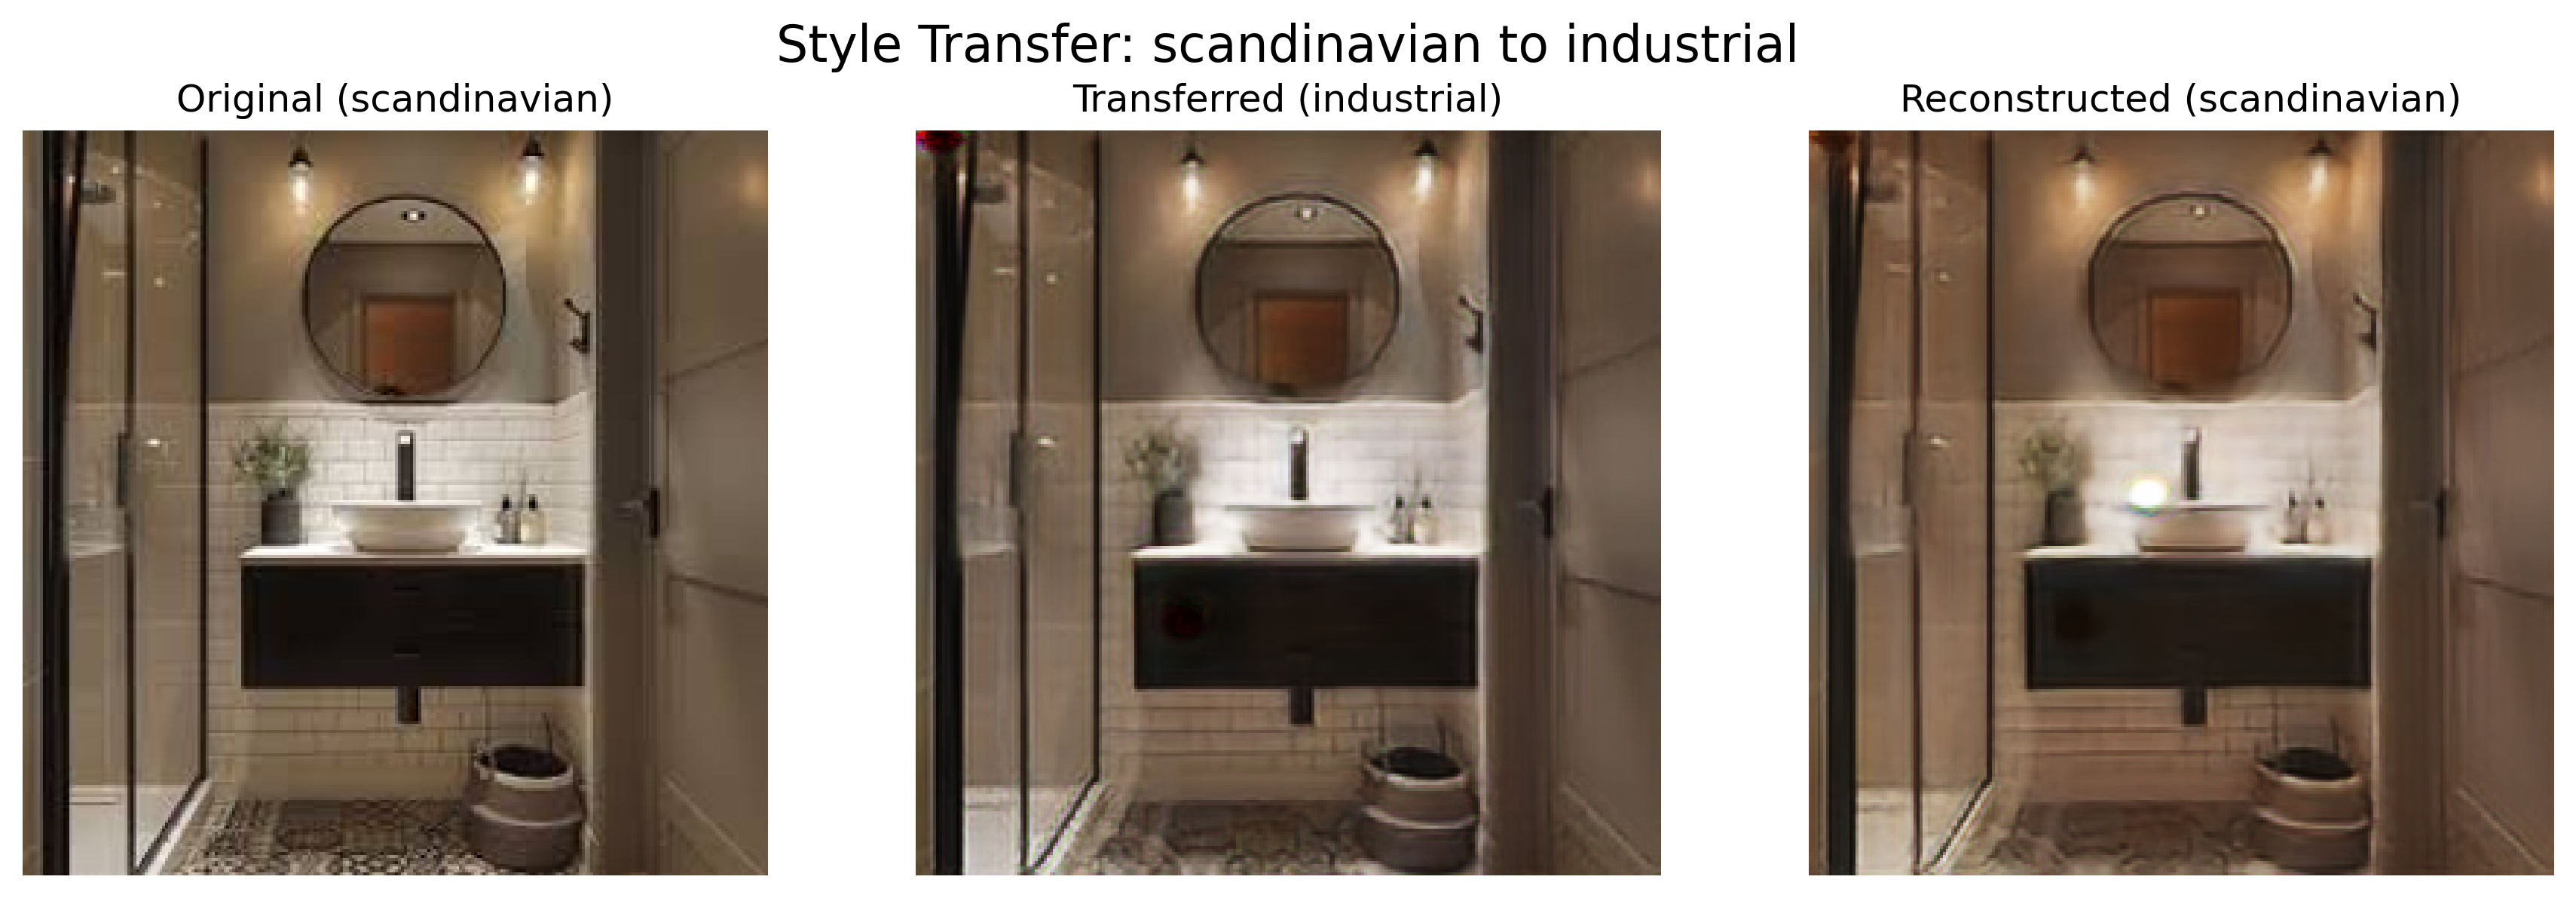 Style Transfer: scandinavian to industrial
Original (scandinavian)
Transferred (industrial)
Reconstructed (scandinavian)